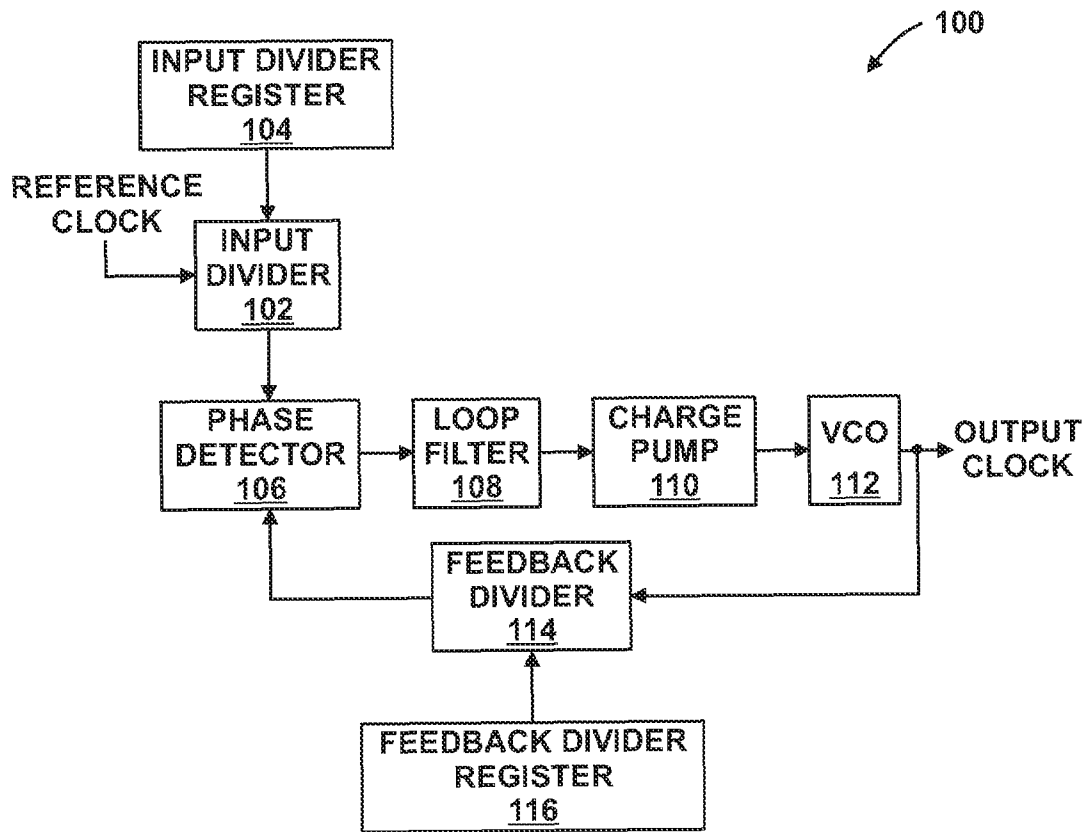 100
INPUT DIVIDER
REGISTER
104
REFERENCE
CLOCK
INPUT
DIVIDER
102
PHASE
DETECTOR
106
LOOP
FILTER
108
CHARGE
PUMP
110
VCO
112
OUTPUT
CLOCK
FEEDBACK
DIVIDER
114
FEEDBACK DIVIDER
REGISTER
116